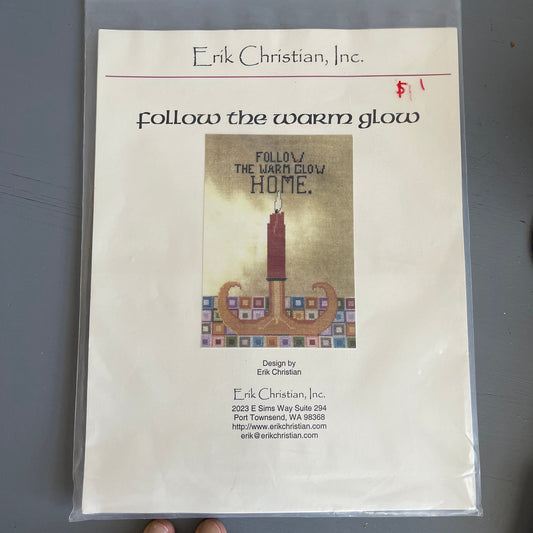 Erik Christian, Inc.
$1
follow the warm glow
FOLLOW
THE WARM GLOW
HOME.
Design by
Erik Christian
Erik Christian, Inc.
2023 E Sims Way Suite 294
Port Townsend, WA 98368
http://www.erikchristian.com
erik@erikchristian.com